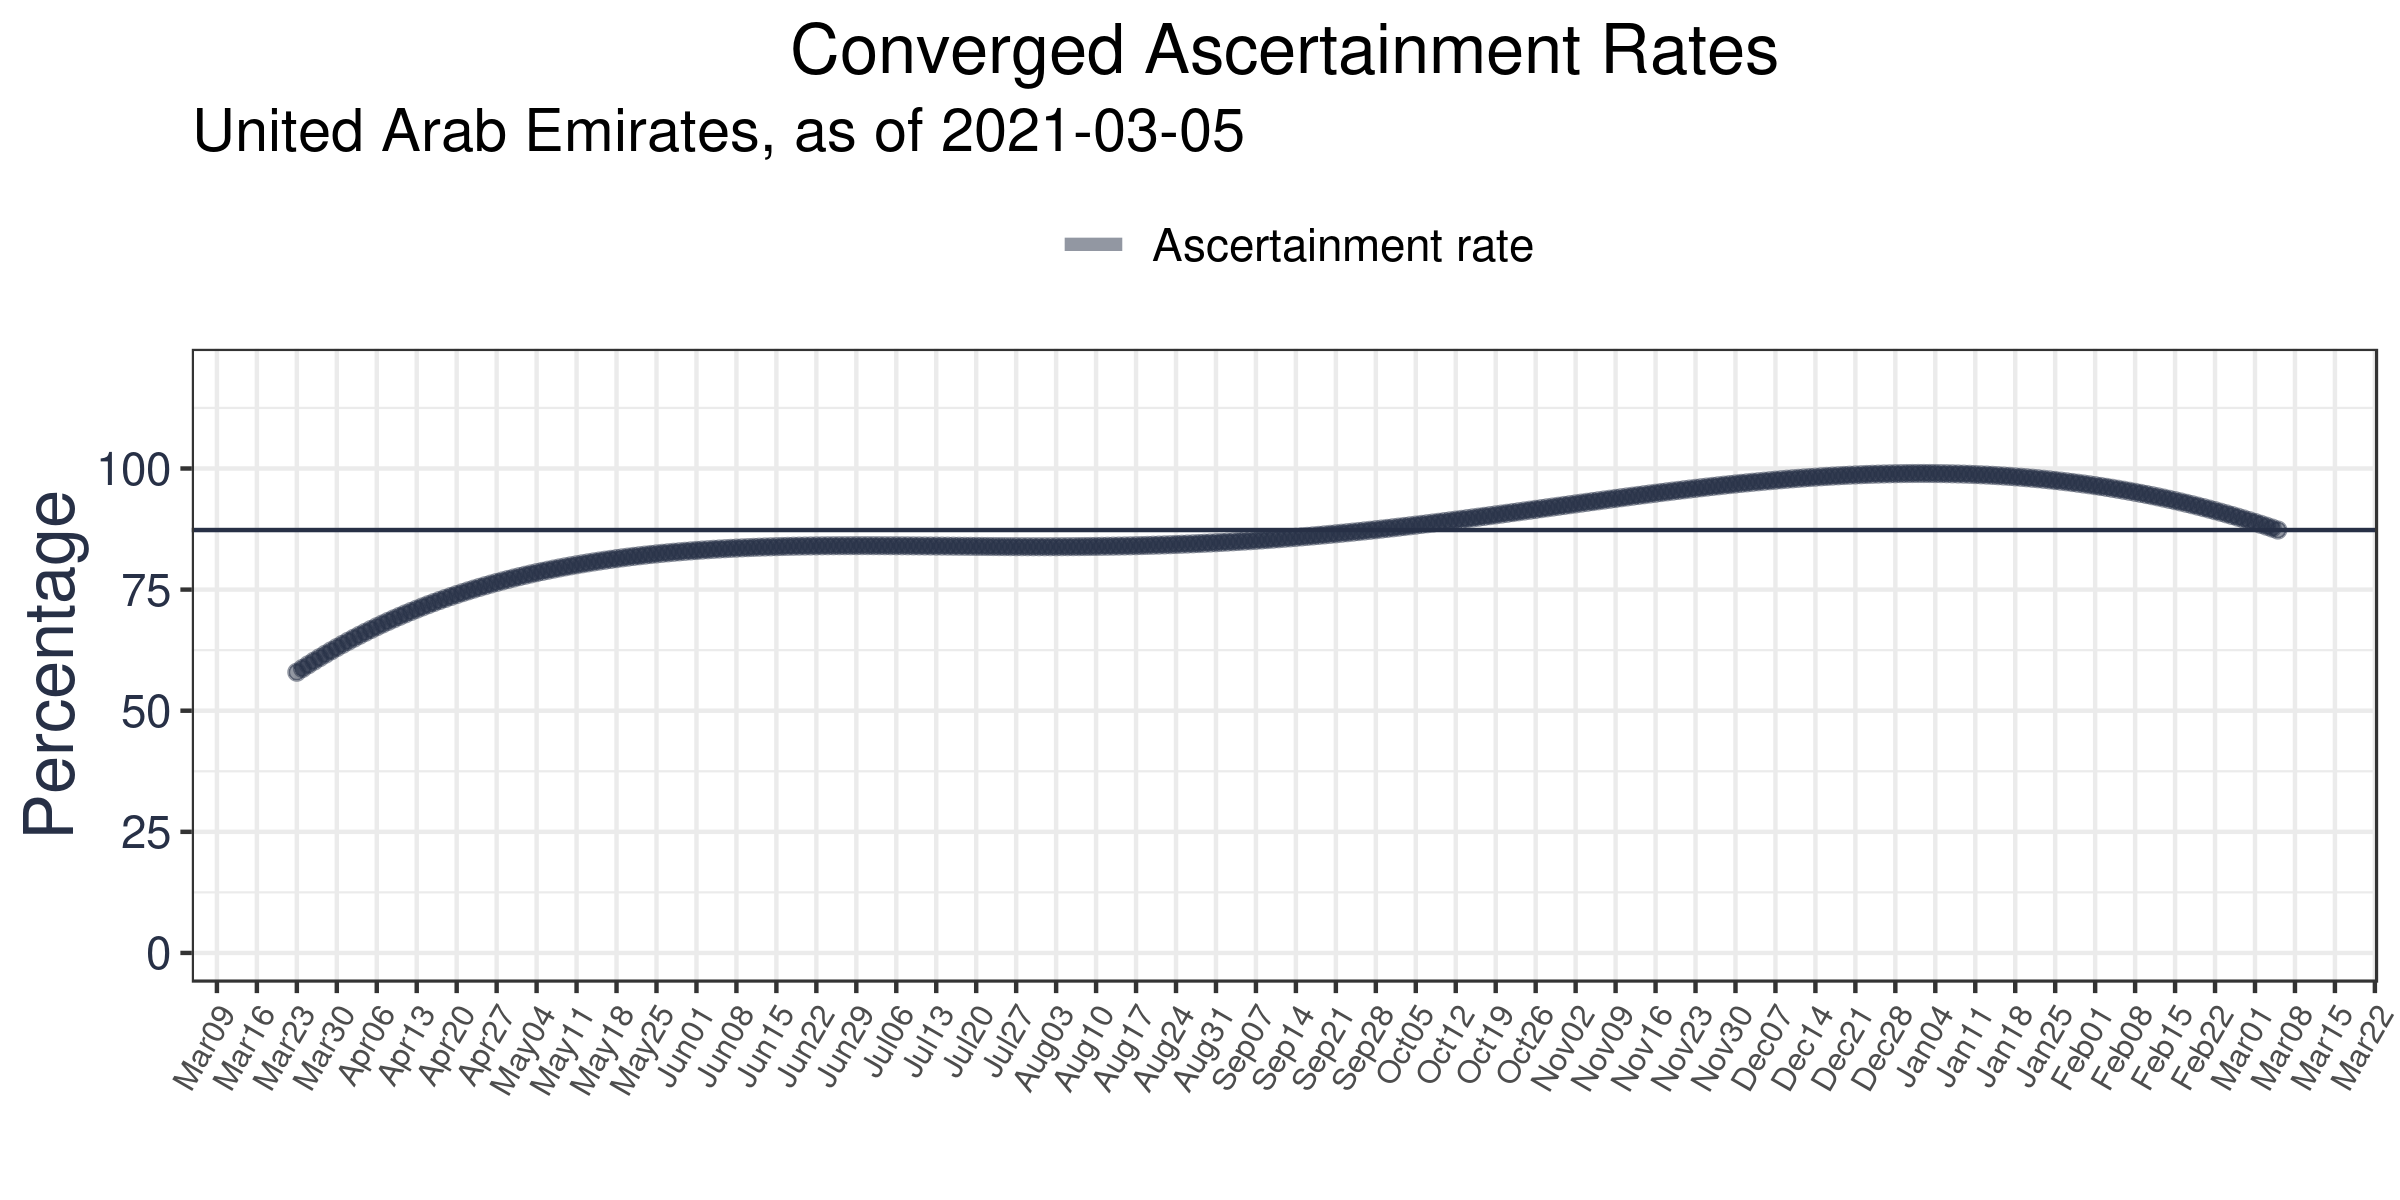 Converged Ascertainment Rates
United Arab Emirates, as of 2021-03-05
Ascertainment rate
Percentage
100
75
50
25
0
Mar09 Mar16 Mar23 Mar30 Apr06 Apr13 Apr20 Apr27 May04 May11 May18 May25 Jun01 Jun08 Jun15 Jun22 Jun29 Jul06 Jul13 Jul20 Jul27 Aug03 Aug10 Aug17 Aug24 Aug31 Sep07 Sep14 Sep21 Sep28 Oct05 Oct12 Oct19 Oct26 Nov02 Nov09 Nov16 Nov23 Nov30 Dec07 Dec14 Dec21 Dec28 Jan04 Jan11 Jan18 Jan25 Feb01 Feb08 Feb15 Feb22 Mar01 Mar08 Mar15 Mar22